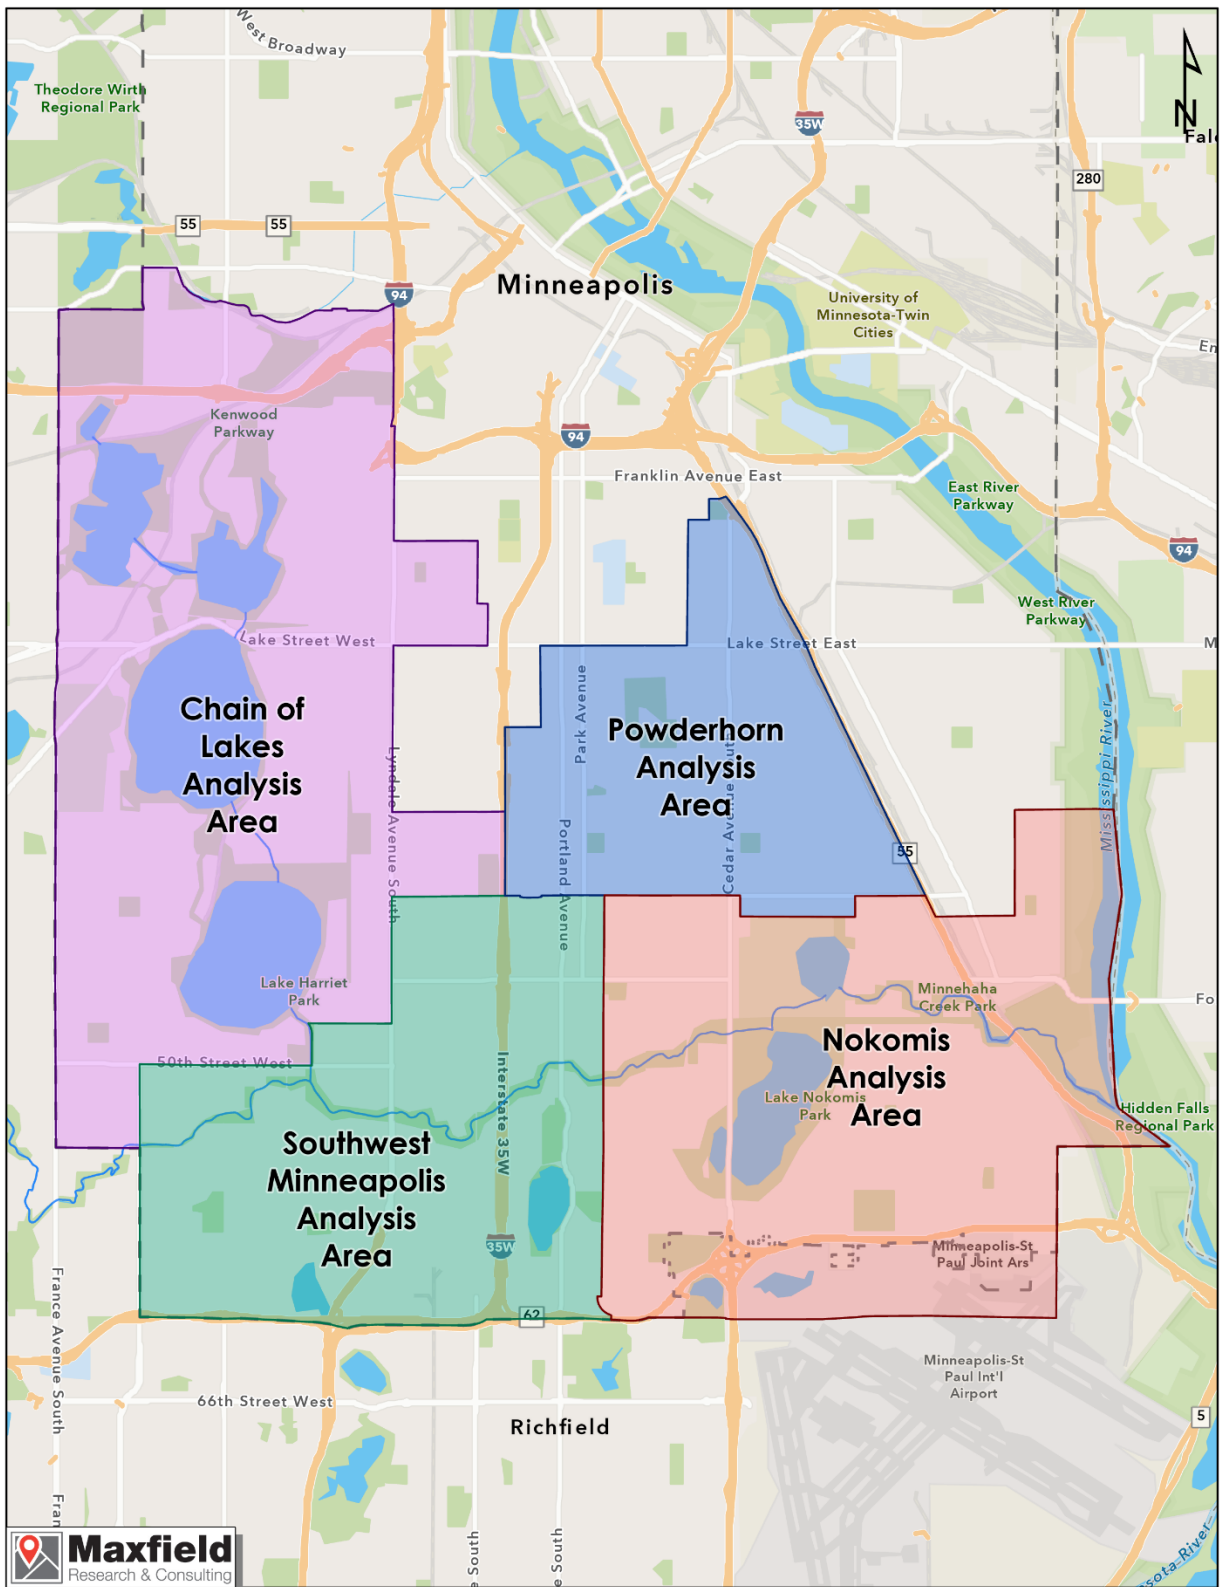 West Broadway
Theodore Wirth
Regional Park
35W
N
280
55
55
Minneapolis
94
University of
Minnesota-Twin
Cities
Kenwood
Parkway
94
Franklin Avenue East
East River
Parkway
94
West River
Parkway
Lake Street West
Lake Street East
Park Avenue
Chain of
Lakes
Analysis
Area
Powderhorn
Analysis
Area
Mississippi River
Lyndale Avenue South
Portland Avenue
Cedar Avenue
55
Lake Harriet
Park
Minnehaha
Creek Park
50th Street West
Nokomis
Analysis
Area
Interstate 35W
Lake Nokomis
Park
Hidden Falls
Regional Park
Southwest
Minneapolis
Analysis
Area
35W
Minneapolis-St
Paul Joint Ars
62
France Avenue South
Minneapolis-St
Paul Int'l
Airport
66th Street West
5
Richfield
Fran
e South
e South
sota River
Maxfield
Research & Consulting